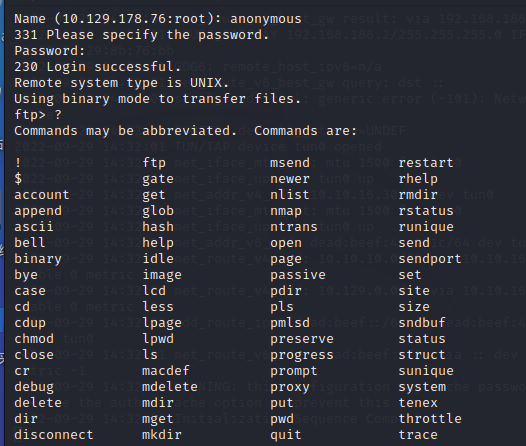 Name (10.129.178.76:root): anonymous
331 Please specify the password.
Password:
230 Login successful.
Remote system type is UNIX.
Using binary mode to transfer files.
ftp> ?
Commands may be abbreviated.  Commands are:
!               ftp             msend           restart
$               gate            newer           rhelp
account         get             nlist           rmdir
append          glob            nmap            rstatus
ascii           hash            ntrans          runique
bell            help            open            send
binary          idle            page            sendport
bye             image           passive         set
case            lcd             pdir            site
cd              less            pls             size
cdup            lpage           pmlsd           sndbuf
chmod           lpwd            preserve        status
close           ls              progress        struct
cr              macdef          prompt          sunique
debug           mdelete         proxy           system
delete          mdir            put             tenex
dir             mget            pwd             throttle
disconnect      mkdir           quit            trace